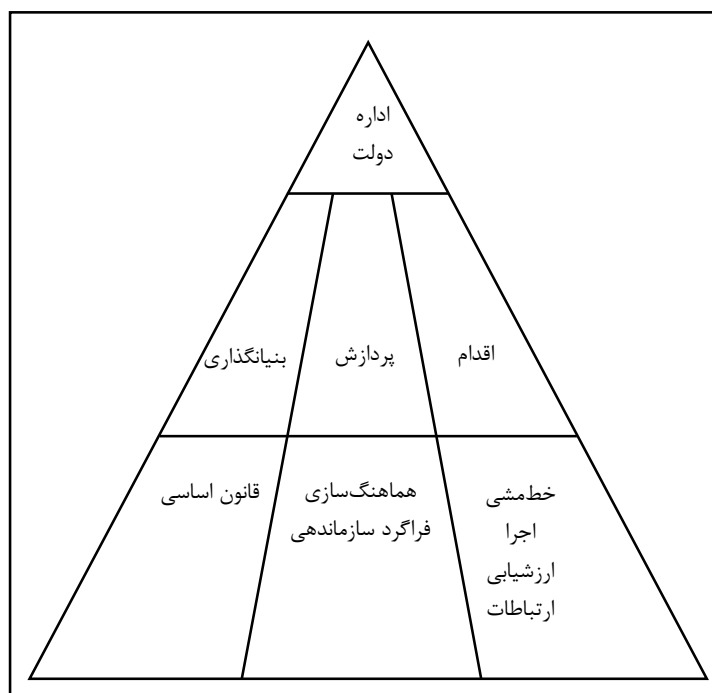 اداره
دولت
اقدام
پردازش
بنیانگذاری
خط‌مشی
اجرا
ارزشیابی
ارتباطات
هماهنگ‌سازی
فراگرد سازماندهی
قانون اساسی